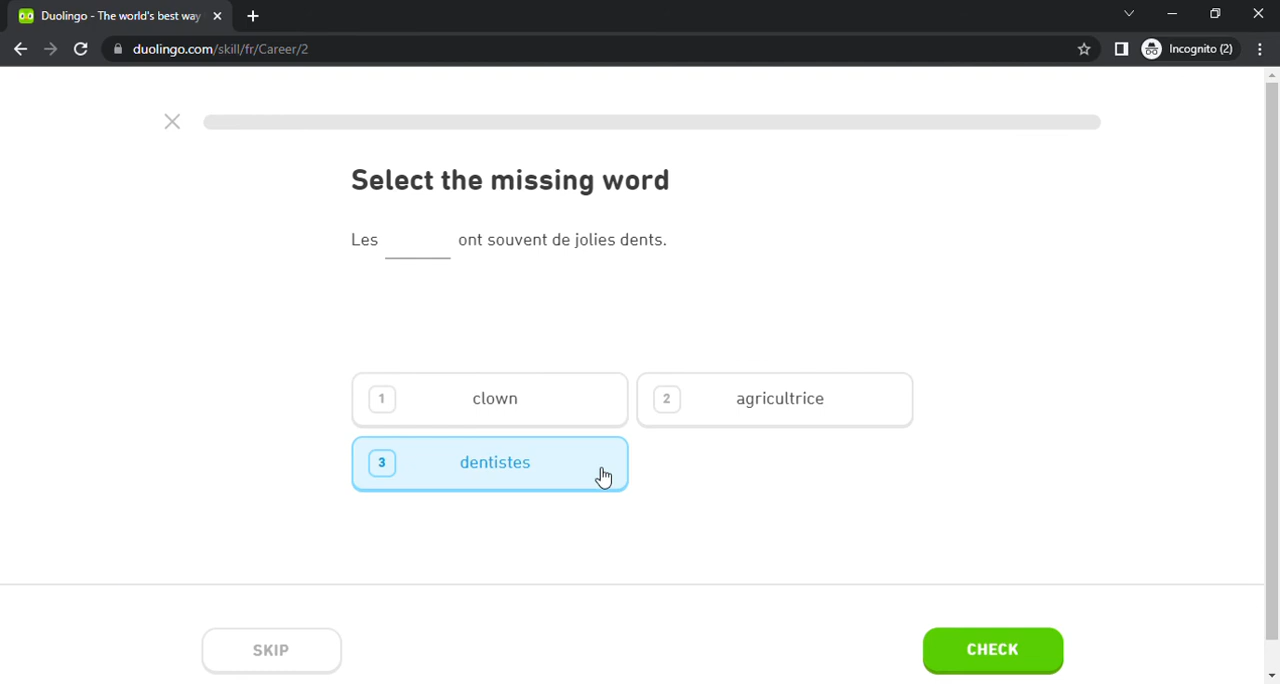 Duolingo - The world's best way
duolingo.com/skill/fr/Career/2
Incognito (2)
Select the missing word
Les ______ ont souvent de jolies dents.
1 clown
2 agricultrice
3 dentistes
SKIP
CHECK